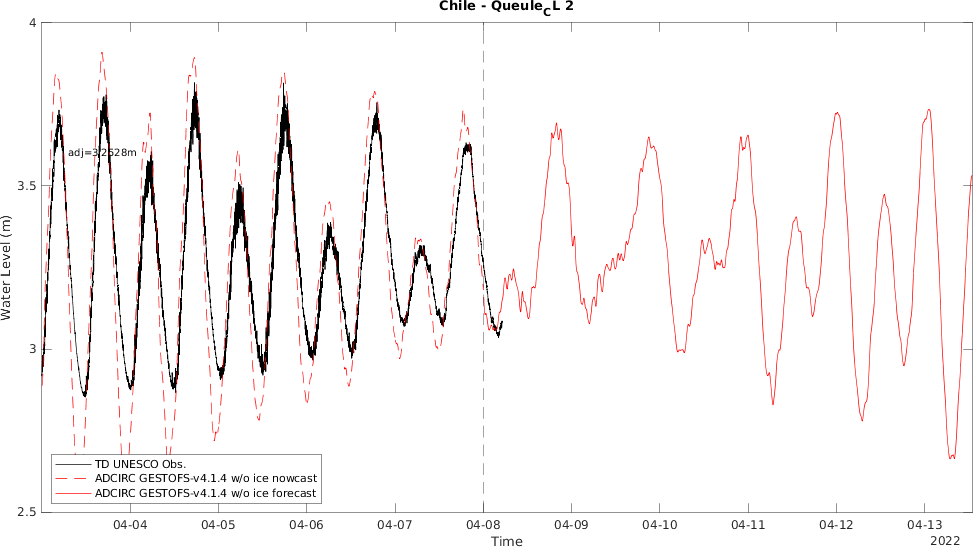 Chile - Queule_CL 2
4
3.5
3
2.5
Water Level (m)
adj=3.2628m
TD UNESCO Obs.
ADCIRC GESTOFS-v4.1.4 w/o ice nowcast
ADCIRC GESTOFS-v4.1.4 w/o ice forecast
04-04 04-05 04-06 04-07 04-08 04-09 04-10 04-11 04-12 04-13
Time
2022